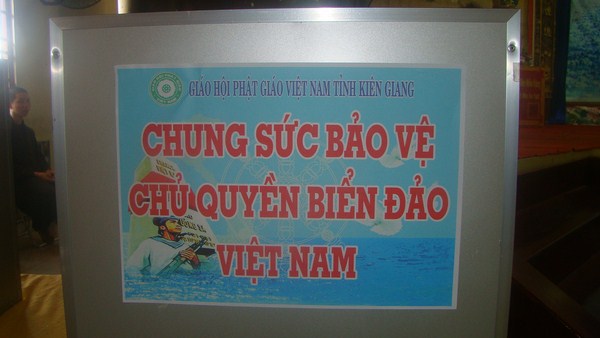 GIÁO HỘI PHẬT GIÁO VIỆT NAM TỈNH KIÊN GIANG
CHUNG SỨC BẢO VỆ
CHỦ QUYỀN BIỂN ĐẢO
VIỆT NAM